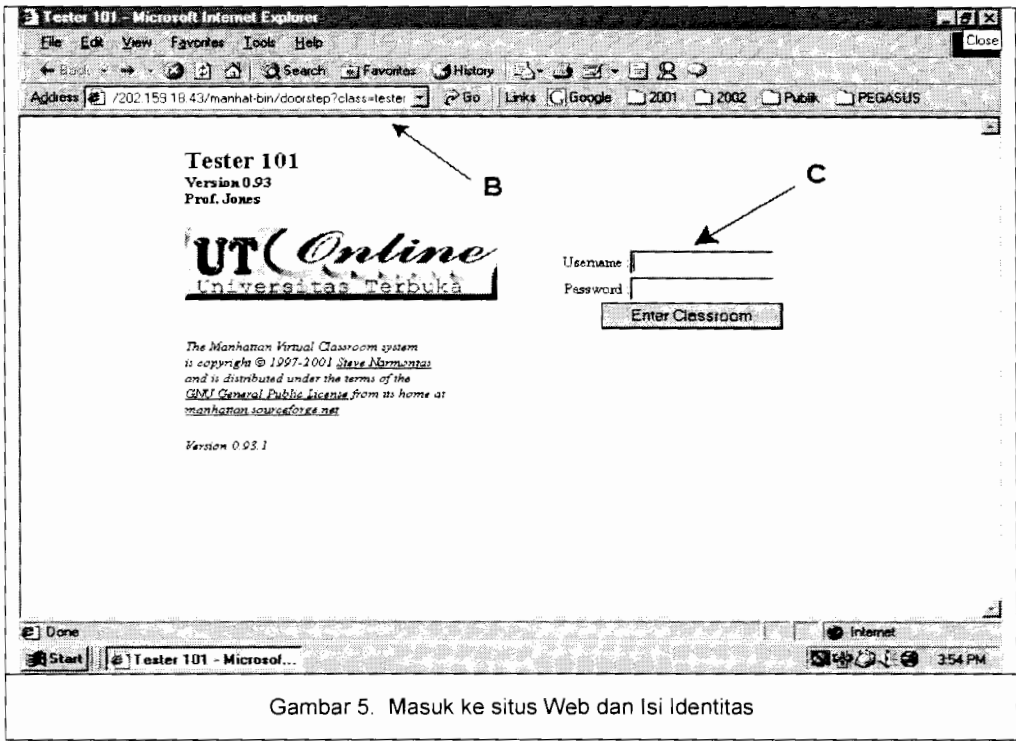 Tester 101 - Microsoft Internet Explorer
File Edit View Favorites Tools Help
Close
Back Search Favorites History
Address /202.159.18.43/manhat-bin/doorstep?class=tester Go Links Google 2001 2002 Publik PEGASUS
Tester 101
Version 0.93
Prof. Jones
B
C
UT Online
Universitas Terbuka
Username :
Password :
Enter Classroom
The Manhattan Virtual Classroom system
is copyright © 1997-2001 Steve Narmontas
and is distributed under the terms of the
GNU General Public License from its home at
manhattan.sourceforge.net
Version 0.93.1
Done Internet
Start Tester 101 - Microsof... 3:54 PM
Gambar 5. Masuk ke situs Web dan Isi Identitas